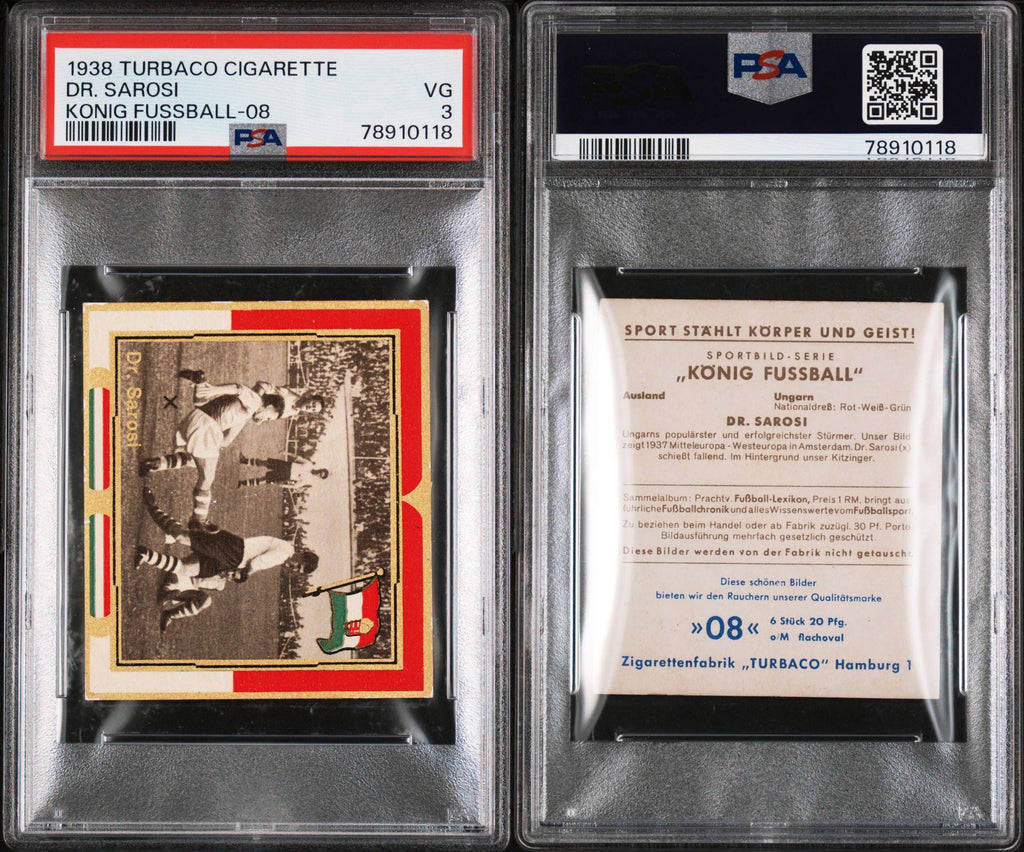 1938 TURBACO CIGARETTE
DR. SAROSI VG
KONIG FUSSBALL-08 3
PSA 78910118
Dr. Sarosi
X
PSA
78910118
SPORT STÄHLT KÖRPER UND GEIST!
SPORTBILD-SERIE
„KÖNIG FUSSBALL“
Ausland Ungarn
Nationaldreß: Rot-Weiß-Grün
DR. SAROSI
Ungarns populärster und erfolgreichster Stürmer. Unser Bild
zeigt 1937 Mitteleuropa - Westeuropa in Amsterdam. Dr. Sarosi (x)
schießt fallend. Im Hintergrund unser Kitzinger.
Sammelalbum: Prachtv. Fußball-Lexikon, Preis 1 RM. bringt aus
führliche Fußballchronik und alles Wissenswerte vom Fußballsport.
Zu beziehen beim Handel oder ab Fabrik zuzügl. 30 Pf. Porto
Bildausführung mehrfach gesetzlich geschützt.
Diese Bilder werden von der Fabrik nicht getauscht.
Diese schönen Bilder
bieten wir den Rauchern unserer Qualitätsmarke
»08« 6 Stück 20 Pfg.
o/M flachoval
Zigarettenfabrik „TURBACO“ Hamburg 1